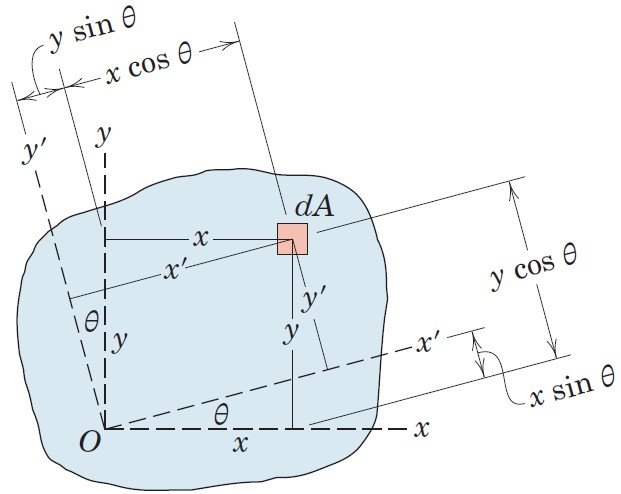 y sin θ
x cos θ
y′
y
dA
x
x′
y cos θ
θ
y
y
y′
x′
x sin θ
θ
O
x
x